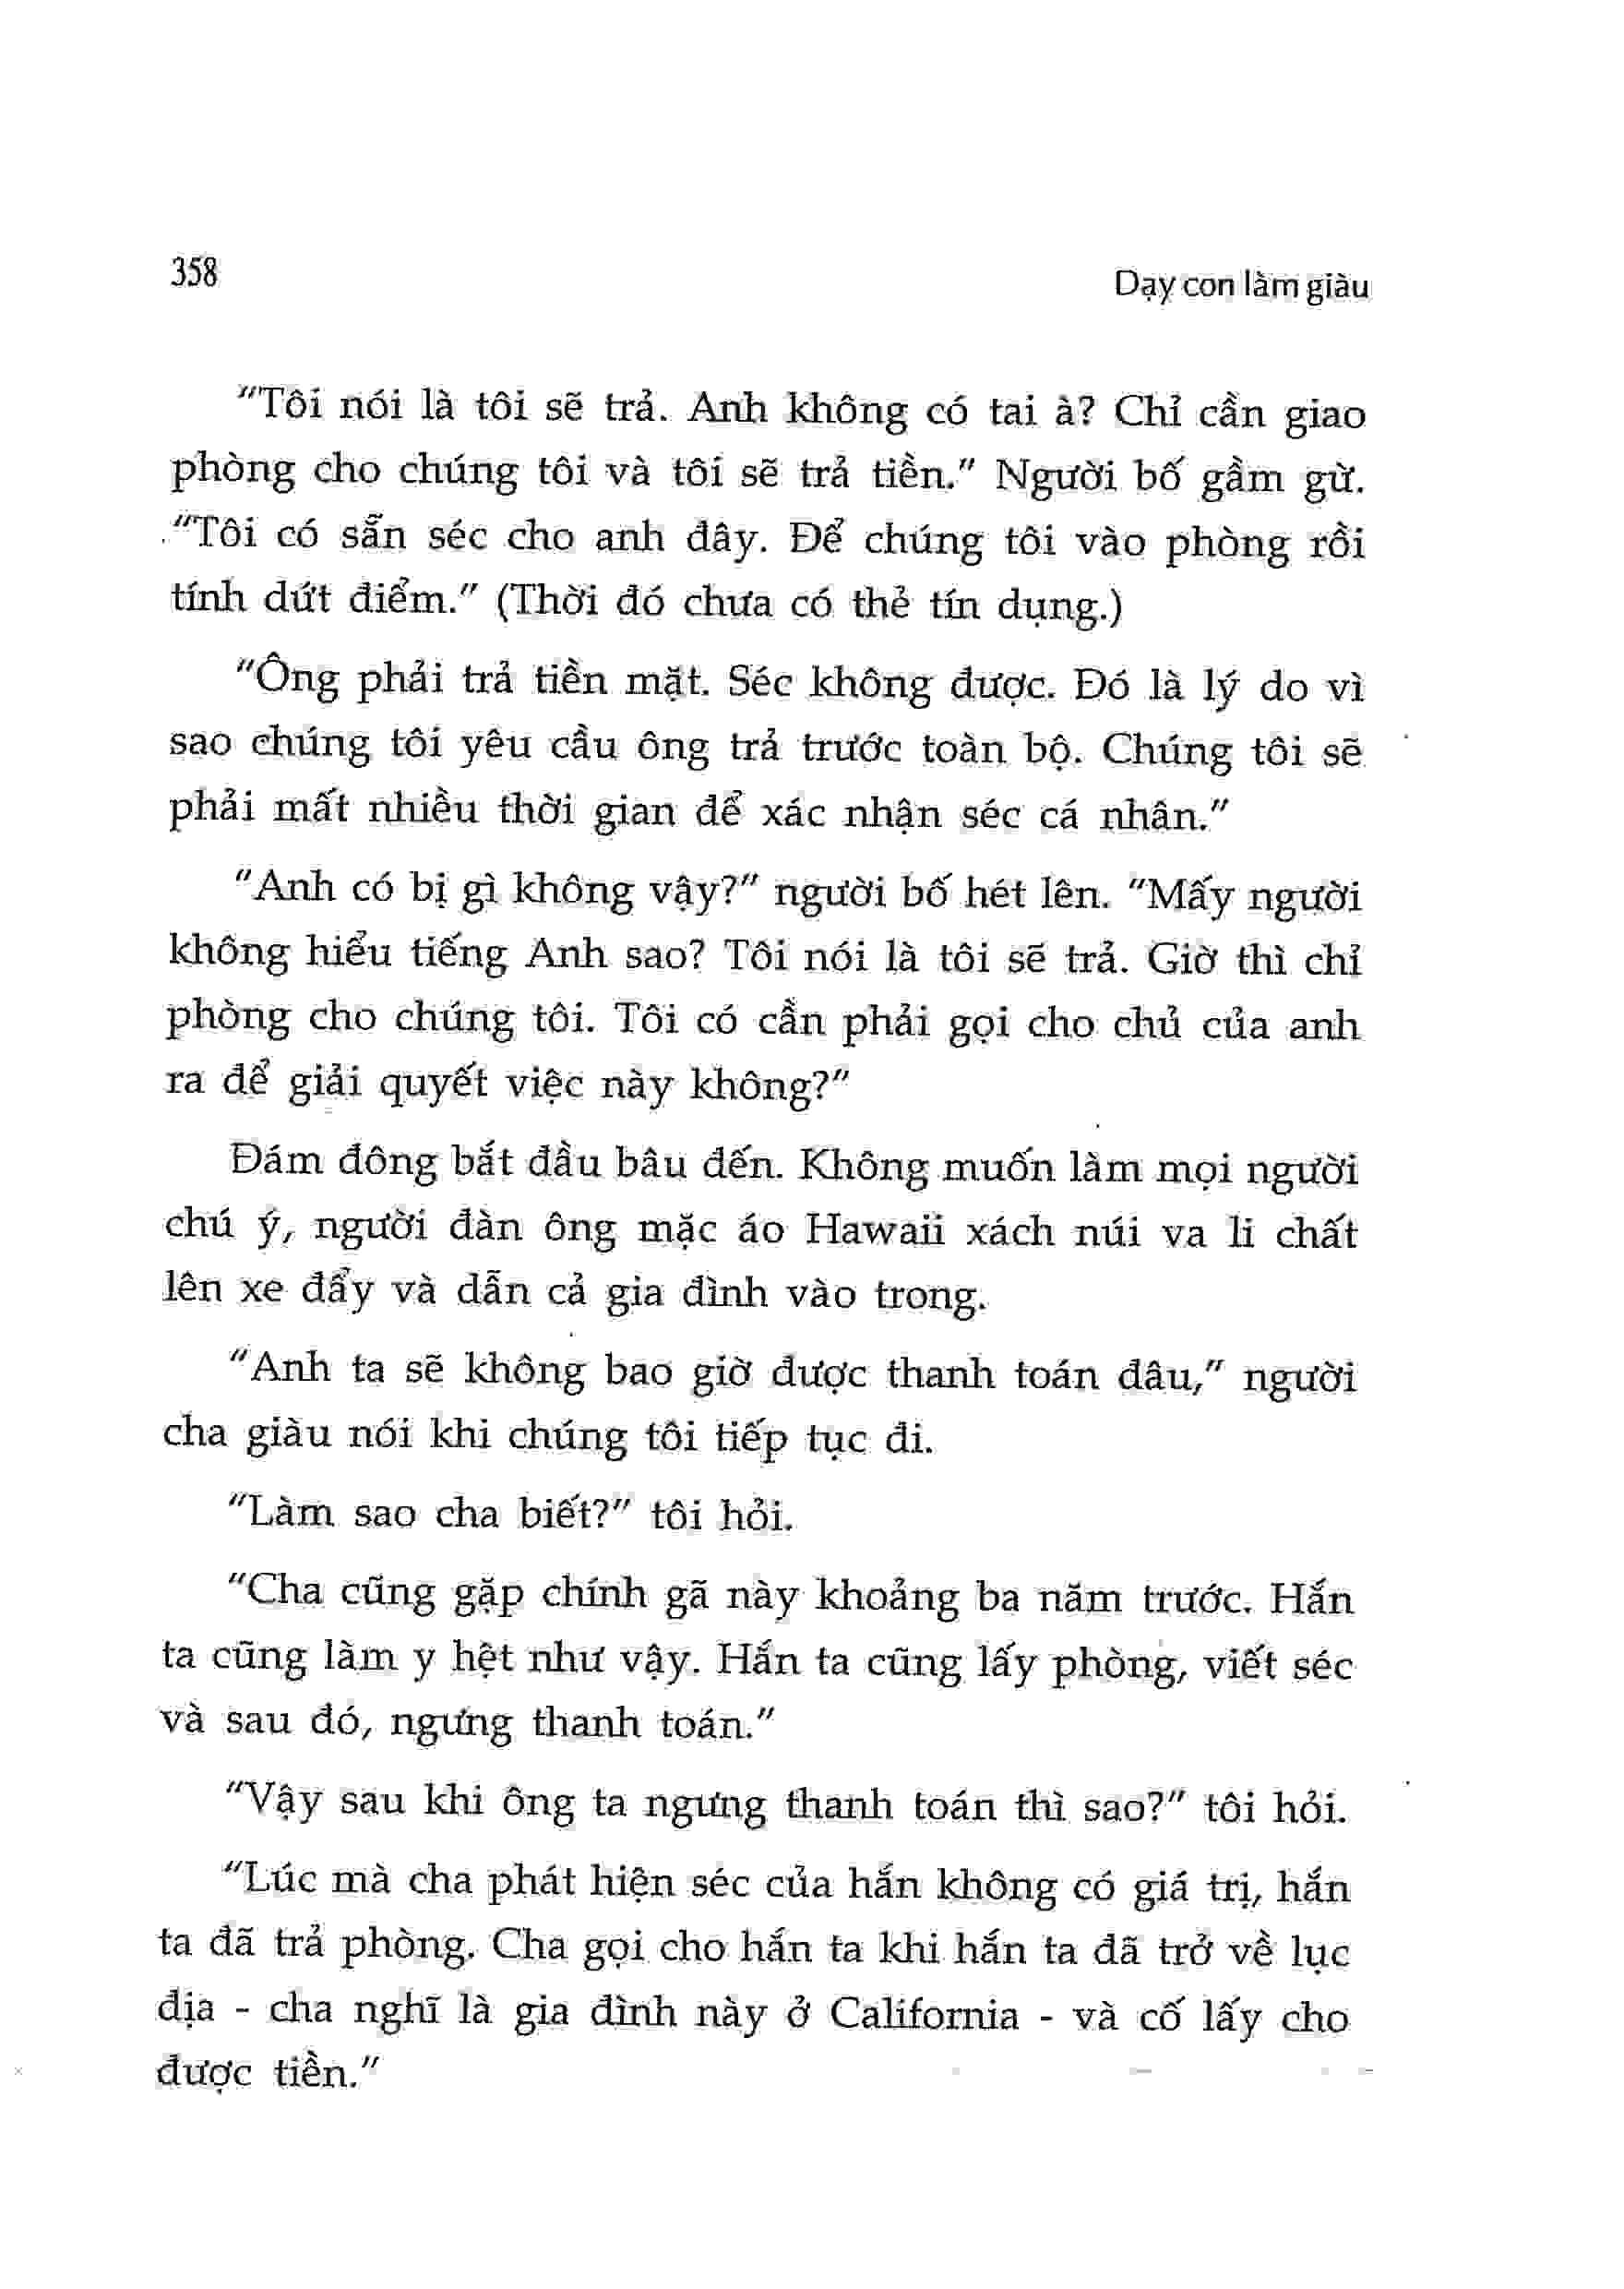 358
Dạy con làm giàu
"Tôi nói là tôi sẽ trả. Anh không có tai à? Chỉ cần giao
phòng cho chúng tôi và tôi sẽ trả tiền." Người bố gầm gừ.
"Tôi có sẵn séc cho anh đây. Để chúng tôi vào phòng rồi
tính dứt điểm." (Thời đó chưa có thẻ tín dụng.)
"Ông phải trả tiền mặt. Séc không được. Đó là lý do vì
sao chúng tôi yêu cầu ông trả trước toàn bộ. Chúng tôi sẽ
phải mất nhiều thời gian để xác nhận séc cá nhân."
"Anh có bị gì không vậy?" người bố hét lên. "Mấy người
không hiểu tiếng Anh sao? Tôi nói là tôi sẽ trả. Giờ thì chỉ
phòng cho chúng tôi. Tôi có cần phải gọi cho chủ của anh
ra để giải quyết việc này không?"
Đám đông bắt đầu bâu đến. Không muốn làm mọi người
chú ý, người đàn ông mặc áo Hawaii xách núi va li chất
lên xe đẩy và dẫn cả gia đình vào trong.
"Anh ta sẽ không bao giờ được thanh toán đâu," người
cha giàu nói khi chúng tôi tiếp tục đi.
"Làm sao cha biết?" tôi hỏi.
"Cha cũng gặp chính gã này khoảng ba năm trước. Hắn
ta cũng làm y hệt như vậy. Hắn ta cũng lấy phòng, viết séc
và sau đó, ngưng thanh toán."
"Vậy sau khi ông ta ngưng thanh toán thì sao?" tôi hỏi.
"Lúc mà cha phát hiện séc của hắn không có giá trị, hắn
ta đã trả phòng. Cha gọi cho hắn ta khi hắn ta đã trở về lục
địa - cha nghĩ là gia đình này ở California - và cố lấy cho
được tiền."